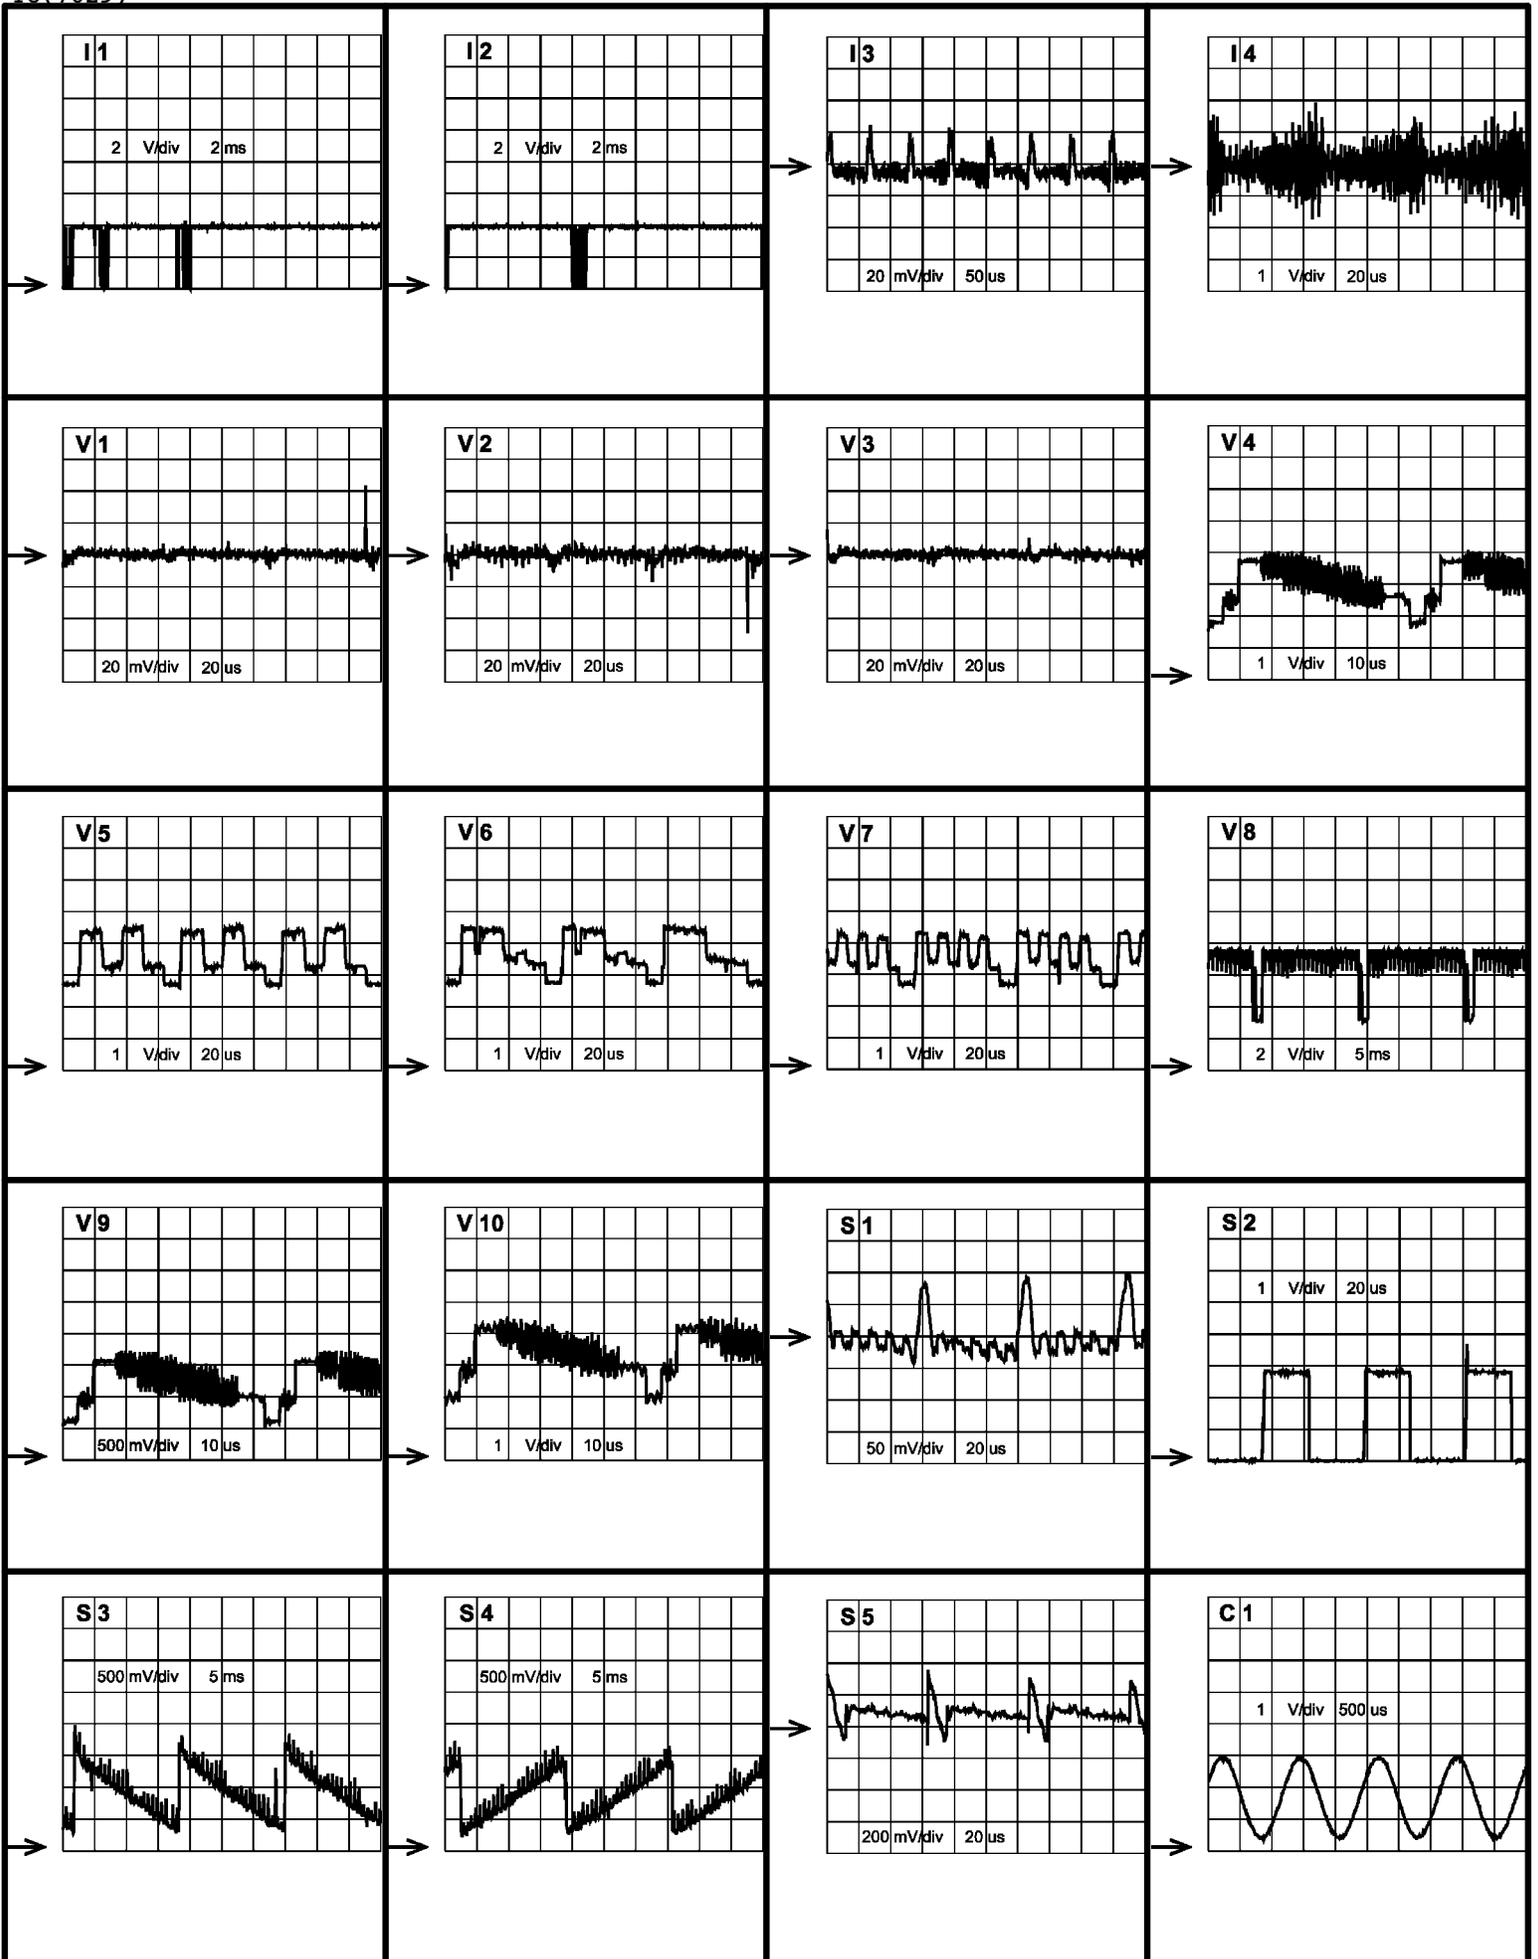 I 1
2 V/div 2 ms
I 2
2 V/div 2 ms
I 3
20 mV/div 50 us
I 4
1 V/div 20 us
V 1
20 mV/div 20 us
V 2
20 mV/div 20 us
V 3
20 mV/div 20 us
V 4
1 V/div 10 us
V 5
1 V/div 20 us
V 6
1 V/div 20 us
V 7
1 V/div 20 us
V 8
2 V/div 5 ms
V 9
500 mV/div 10 us
V 10
1 V/div 10 us
S 1
50 mV/div 20 us
S 2
1 V/div 20 us
S 3
500 mV/div 5 ms
S 4
500 mV/div 5 ms
S 5
200 mV/div 20 us
C 1
1 V/div 500 us